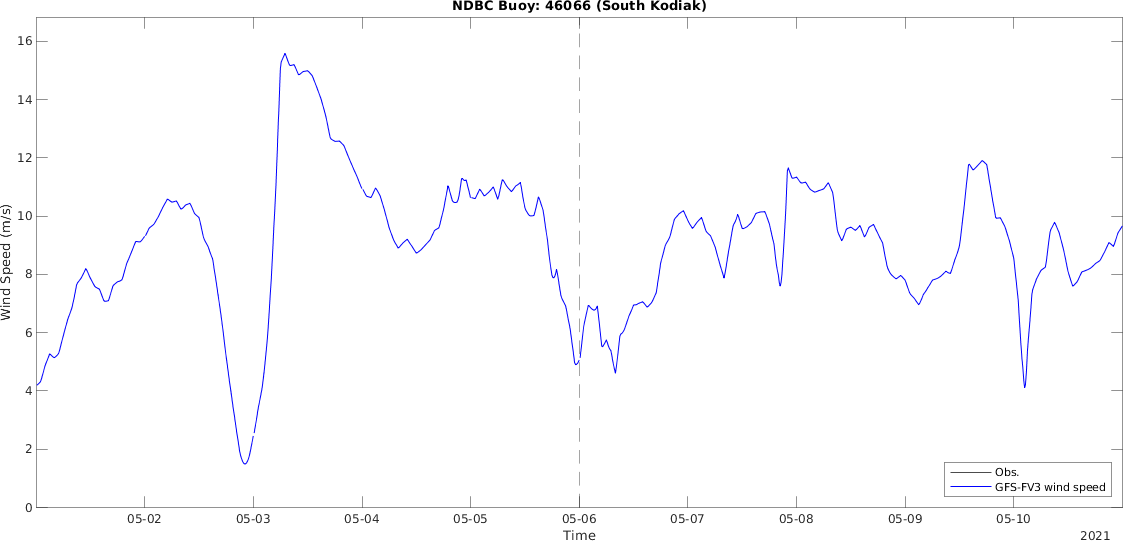 NDBC Buoy: 46066 (South Kodiak)
Wind Speed (m/s)
16
14
12
10
8
6
4
2
0
Obs.
GFS-FV3 wind speed
05-02 05-03 05-04 05-05 05-06 05-07 05-08 05-09 05-10
Time
2021